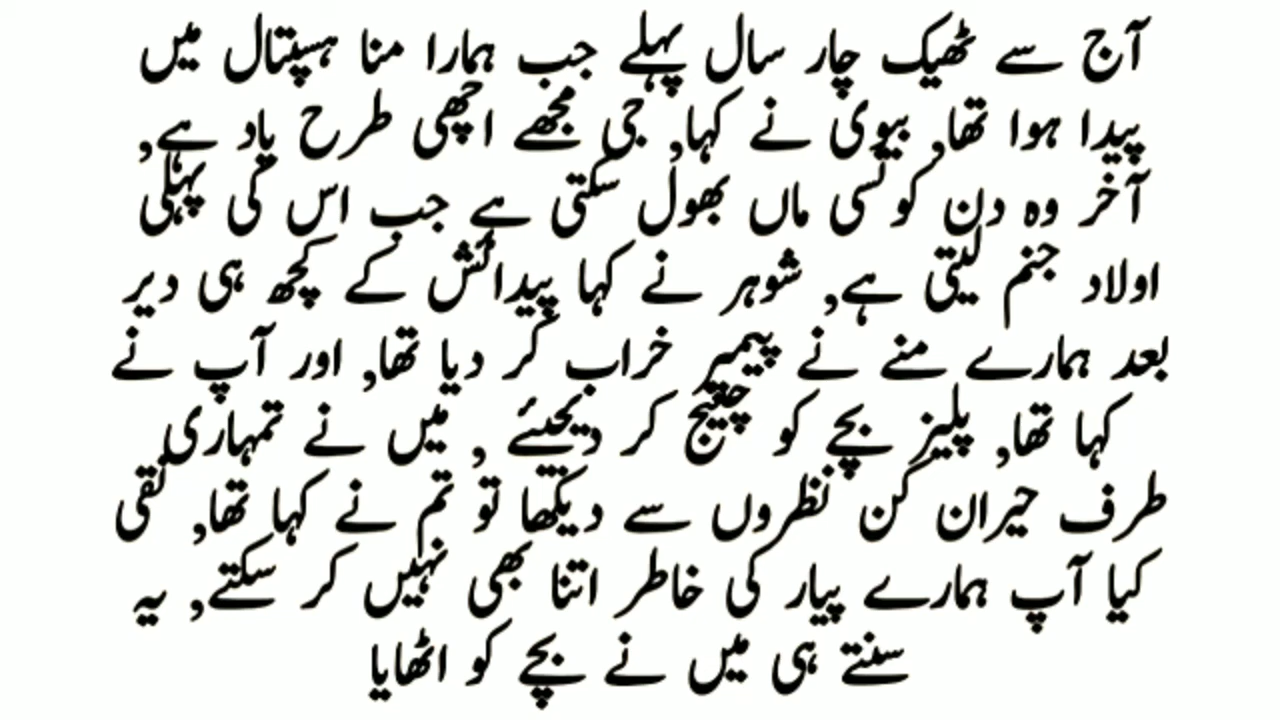 آج سے ٹھیک چار سال پہلے جب ہمارا منا ہسپتال میں
پیدا ہوا تھا, بیوی نے کہا, جی مجھے اچھی طرح یاد ہے,
آخر وہ دن کونسی ماں بھول سکتی ہے جب اس کی پہلی
اولاد جنم لیتی ہے, شوہر نے کہا پیدائش کے کچھ ہی دیر
بعد ہمارے منے نے پیمپر خراب کر دیا تھا, اور آپ نے
کہا تھا, پلیز بچے کو چینج کر دیجیئے , میں نے تمہاری
طرف حیران کن نظروں سے دیکھا تو تم نے کہا تھا, نقی
کیا آپ ہمارے پیار کی خاطر اتنا بھی نہیں کر سکتے, یہ
سنتے ہی میں نے بچے کو اٹھایا